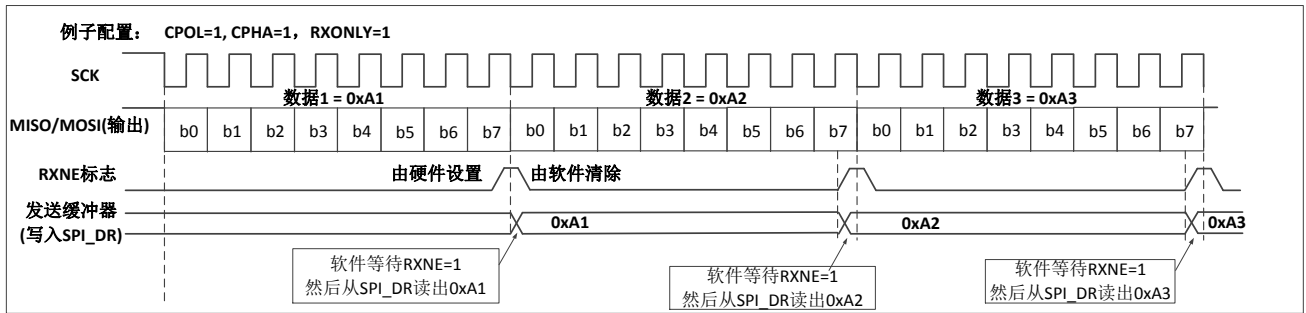 例子配置： CPOL=1, CPHA=1，RXONLY=1
SCK
数据1 = 0xA1 数据2 = 0xA2 数据3 = 0xA3
MISO/MOSI(输出) b0 b1 b2 b3 b4 b5 b6 b7 b0 b1 b2 b3 b4 b5 b6 b7 b0 b1 b2 b3 b4 b5 b6 b7
RXNE标志 由硬件设置 由软件清除
发送缓冲器
(写入SPI_DR) 0xA1 0xA2 0xA3
软件等待RXNE=1
然后从SPI_DR读出0xA1
软件等待RXNE=1
然后从SPI_DR读出0xA2
软件等待RXNE=1
然后从SPI_DR读出0xA3